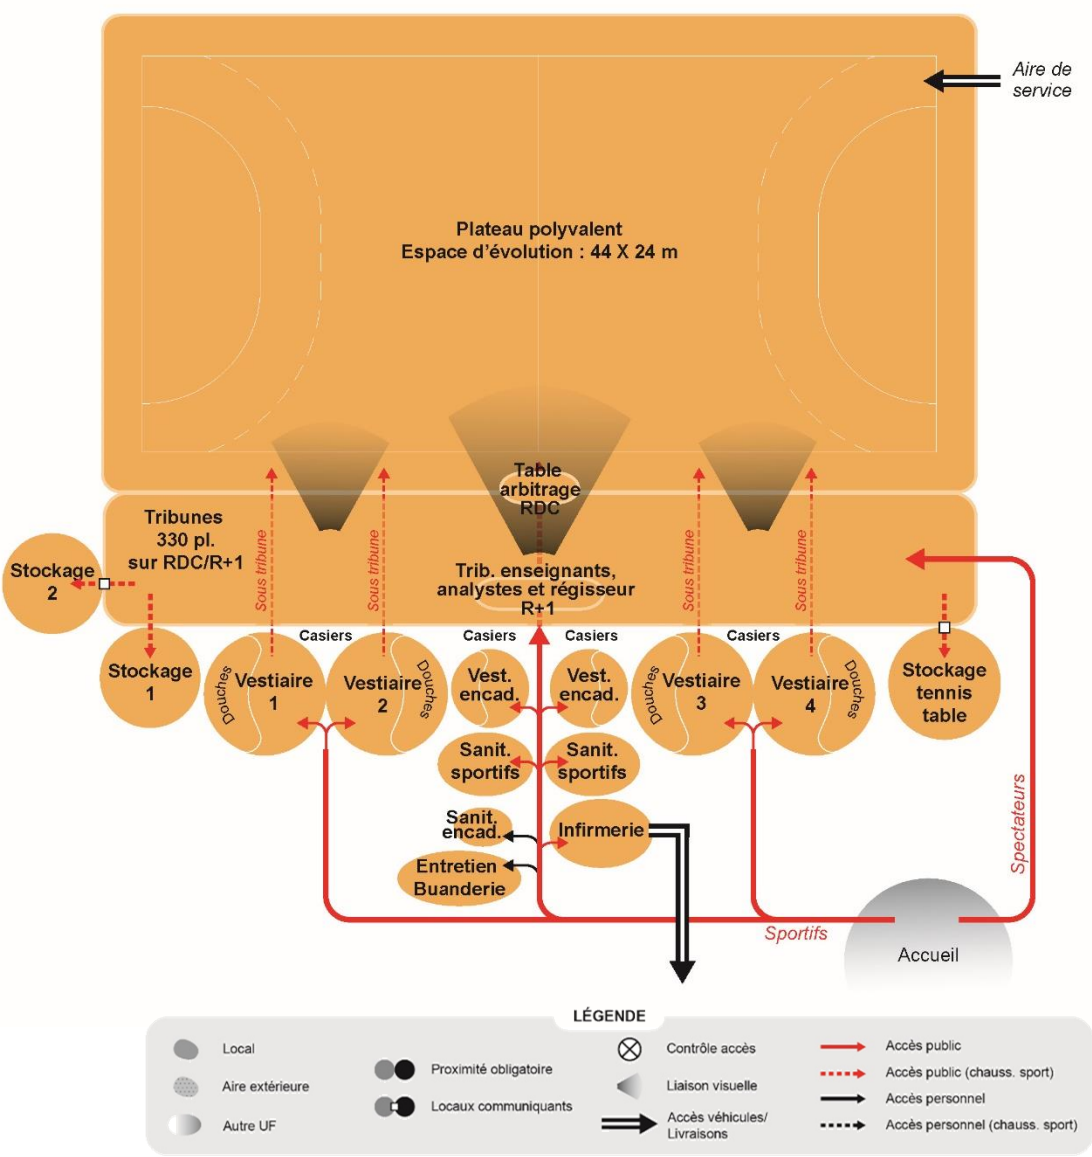 Aire de
service
Plateau polyvalent
Espace d'évolution : 44 X 24 m
Table
arbitrage
RDC
Tribunes
330 pl.
sur RDC/R+1
Sous tribune
Sous tribune
Sous tribune
Sous tribune
Trib. enseignants,
analystes et régisseur
R+1
Stockage
2
Stockage
1
Casiers
Casiers
Casiers
Casiers
Douches
Vestiaire
1
Vestiaire
2
Douches
Vest.
encad.
Vest.
encad.
Douches
Vestiaire
3
Vestiaire
4
Douches
Stockage
tennis
table
Sanit.
sportifs
Sanit.
sportifs
Sanit.
encad.
Infirmerie
Entretien
Buanderie
Spectateurs
Sportifs
Accueil
LÉGENDE
Local
Aire extérieure
Autre UF
Proximité obligatoire
Locaux communiquants
Contrôle accès
Liaison visuelle
Accès véhicules/
Livraisons
Accès public
Accès public (chauss. sport)
Accès personnel
Accès personnel (chauss. sport)